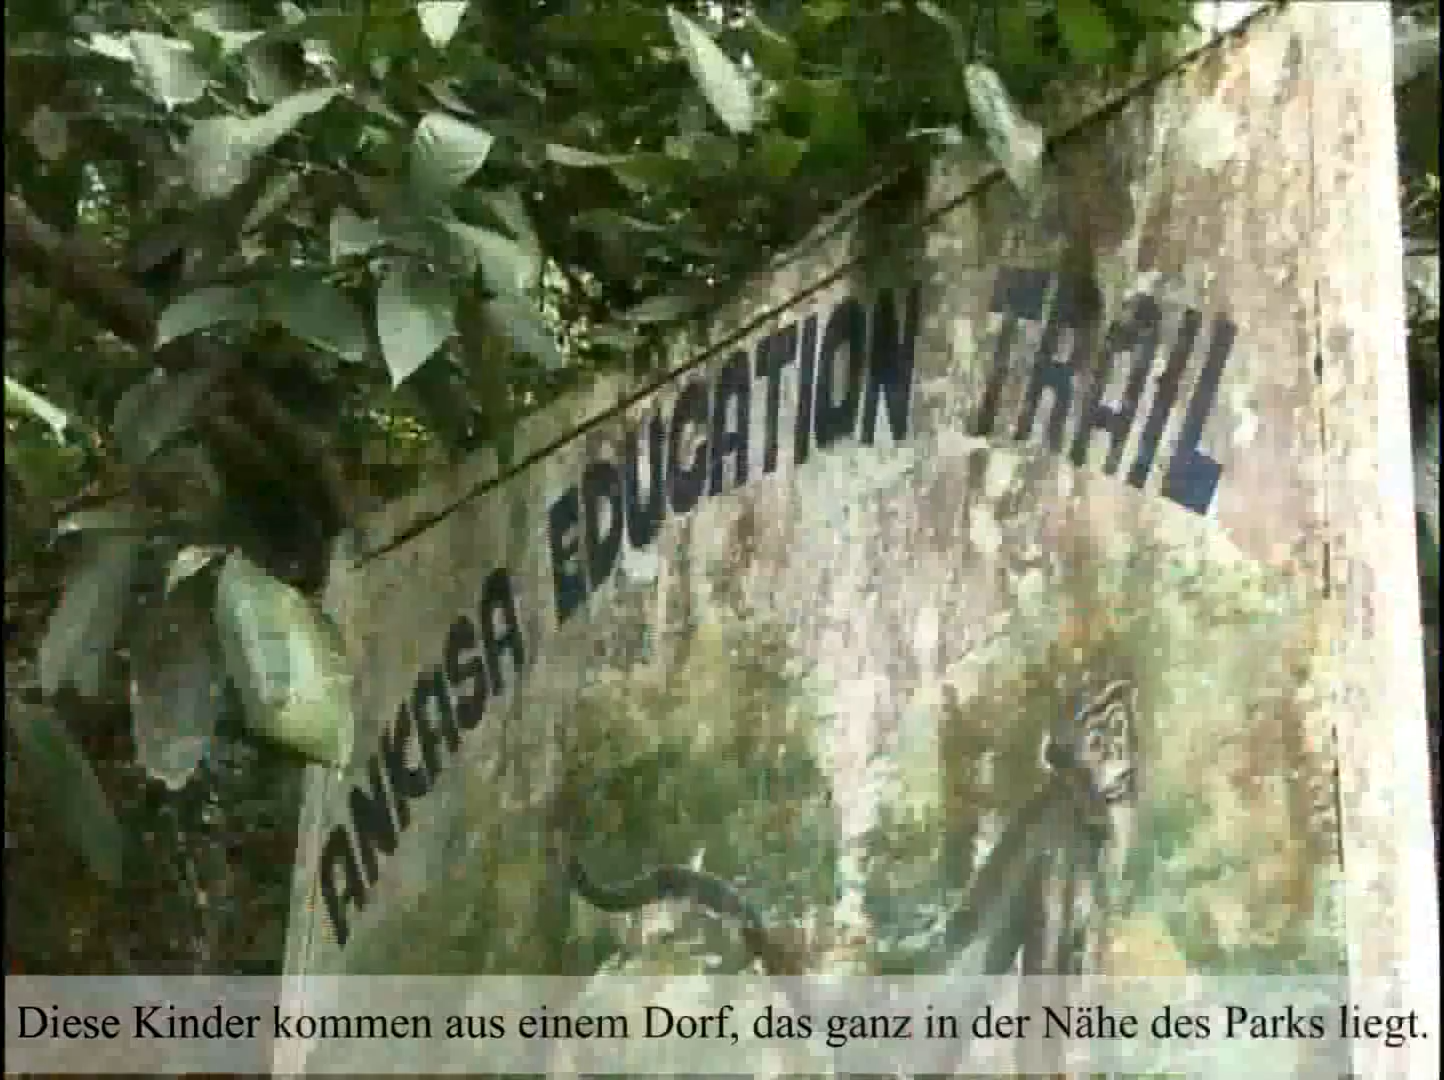 ANKASA EDUCATION TRAIL
Diese Kinder kommen aus einem Dorf, das ganz in der Nähe des Parks liegt.